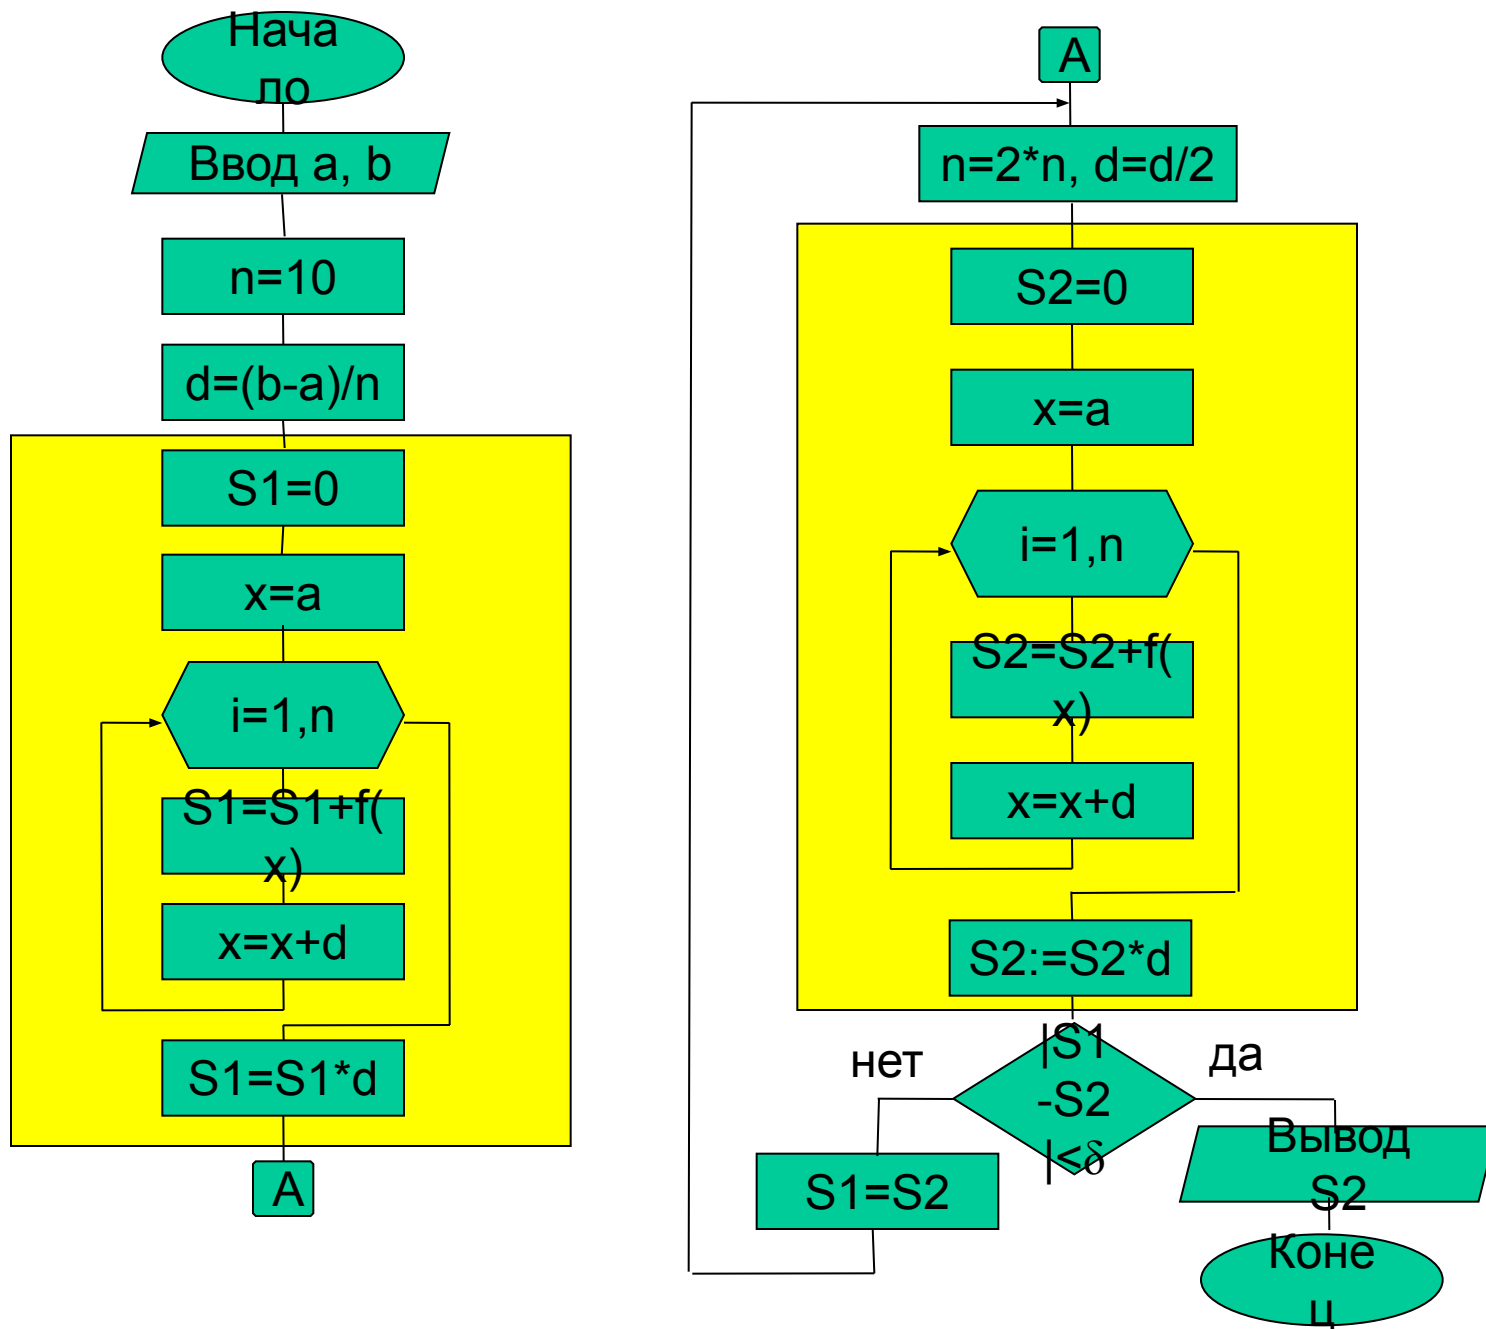 Нача
ло
Ввод a, b
n=10
d=(b-a)/n
S1=0
x=a
i=1,n
S1=S1+f(
x)
x=x+d
S1=S1*d
A
A
n=2*n, d=d/2
S2=0
x=a
i=1,n
S2=S2+f(
x)
x=x+d
S2:=S2*d
|S1
-S2
|<δ
нет
да
S1=S2
Вывод
S2
Коне
ц